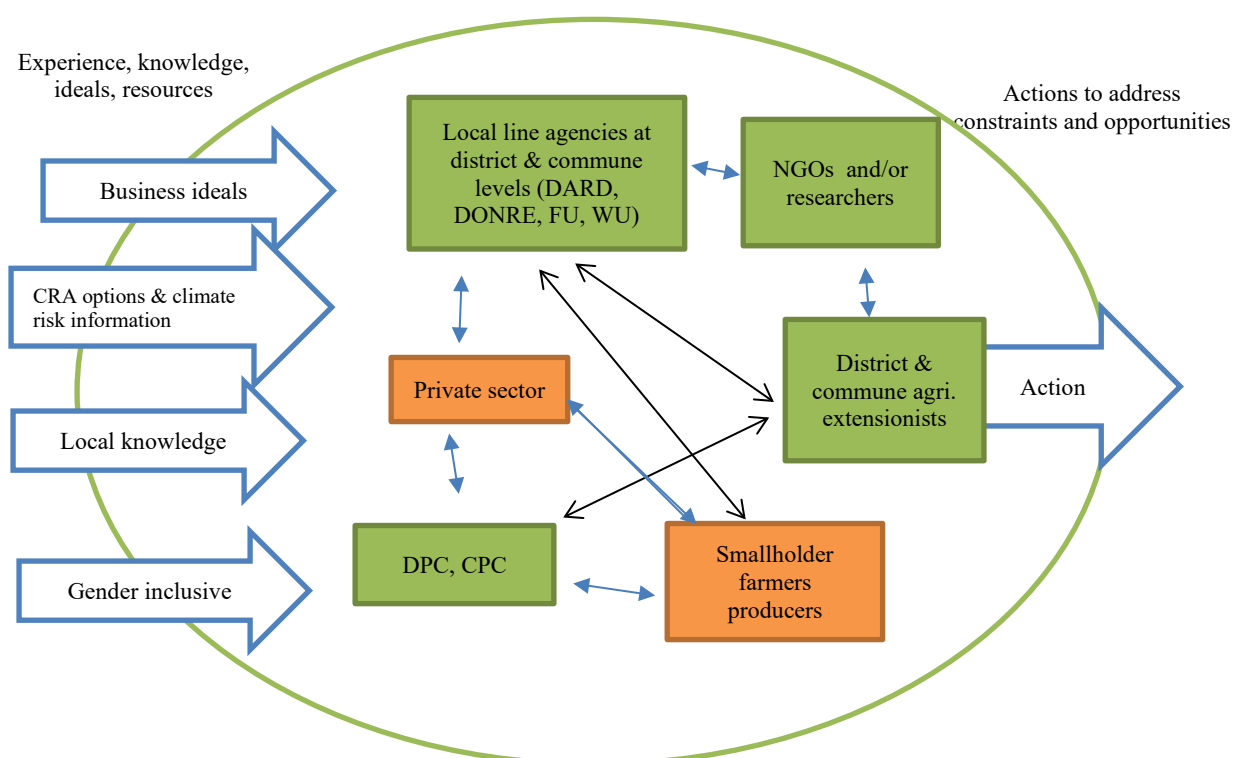 Experience, knowledge,
ideals, resources
Actions to address
constraints and opportunities
Business ideals
CRA options & climate
risk information
Local knowledge
Gender inclusive
Local line agencies at
district & commune
levels (DARD,
DONRE, FU, WU)
NGOs and/or
researchers
Private sector
District &
commune agri.
extensionists
Action
DPC, CPC
Smallholder
farmers
producers